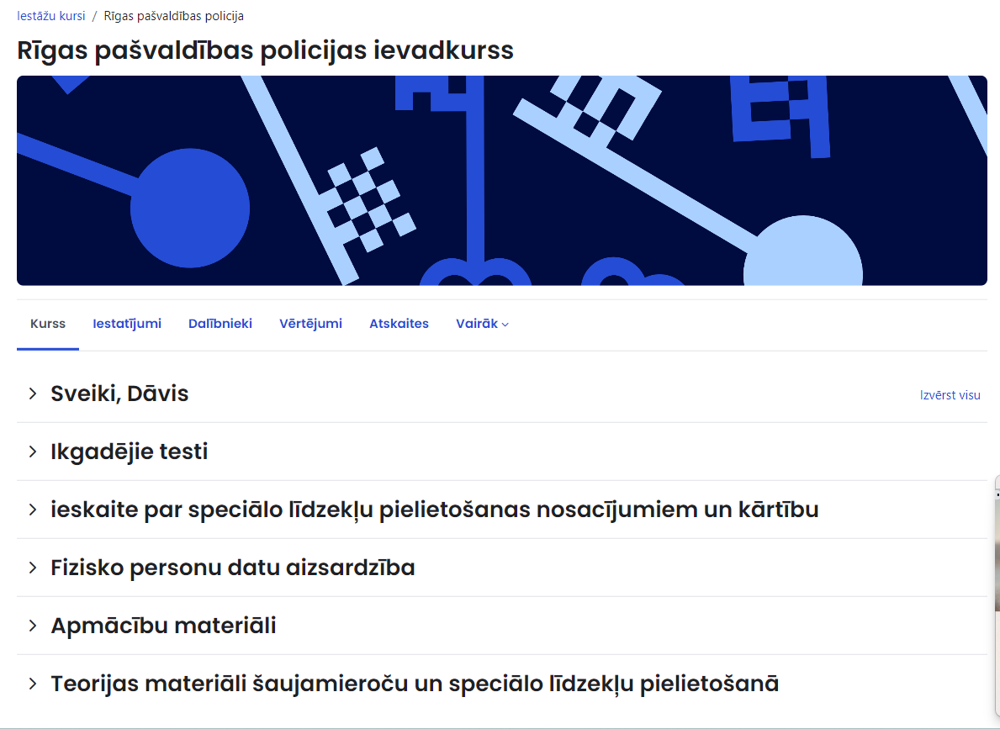 Iestāžu kursi / Rīgas pašvaldības policija
Rīgas pašvaldības policijas ievadkurss
Kurss Iestatījumi Dalībnieki Vērtējumi Atskaites Vairāk
Sveiki, Dāvis
Izvērst visu
Ikgadējie testi
ieskaite par speciālo līdzekļu pielietošanas nosacījumiem un kārtību
Fizisko personu datu aizsardzība
Apmācību materiāli
Teorijas materiāli šaujamieroču un speciālo līdzekļu pielietošanā